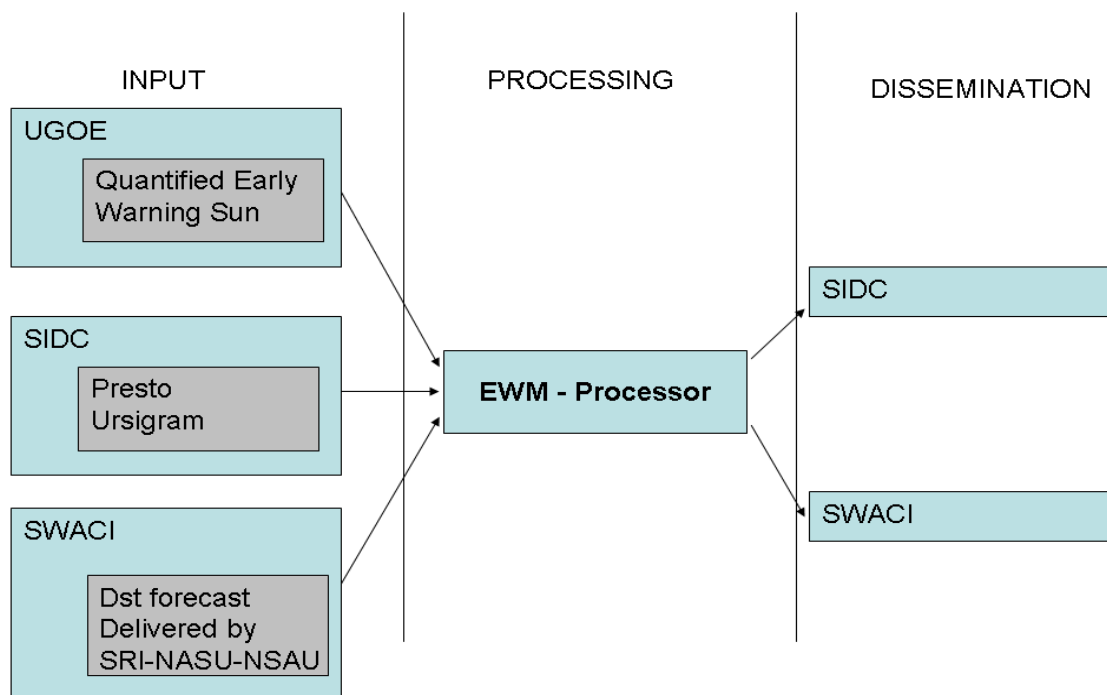 INPUT
PROCESSING
DISSEMINATION
UGOE
Quantified Early
Warning Sun
SIDC
Presto
Ursigram
SWACI
Dst forecast
Delivered by
SRI-NASU-NSAU
EWM - Processor
SIDC
SWACI